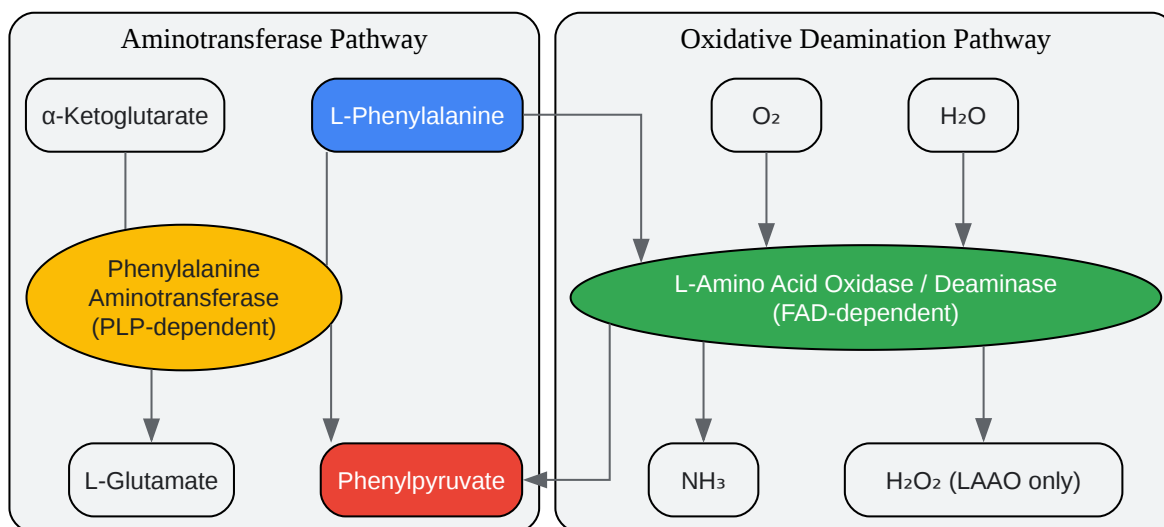 Aminotransferase Pathway
Oxidative Deamination Pathway
α-Ketoglutarate
L-Phenylalanine
O₂
H₂O
Phenylalanine
Aminotransferase
(PLP-dependent)
L-Amino Acid Oxidase / Deaminase
(FAD-dependent)
L-Glutamate
Phenylpyruvate
NH₃
H₂O₂ (LAAO only)